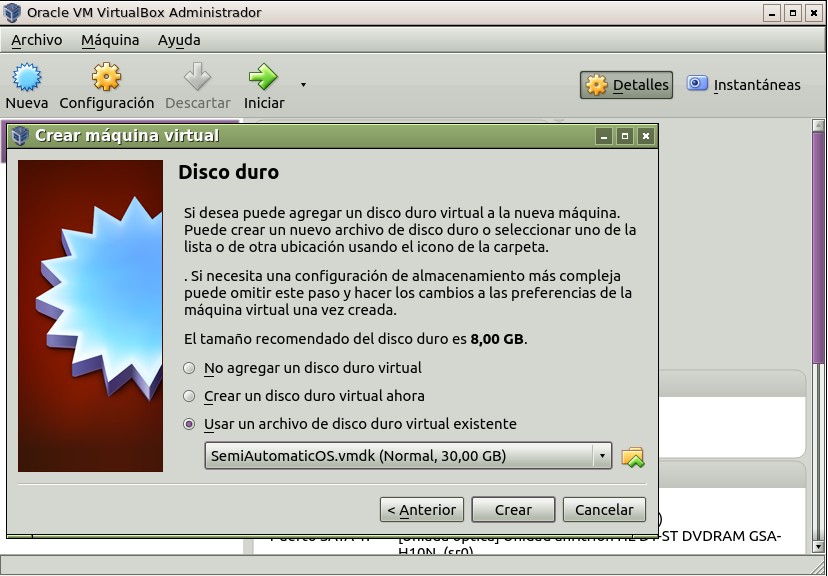 Oracle VM VirtualBox Administrador
Archivo Máquina Ayuda
Nueva Configuración Descartar Iniciar Detalles Instantáneas
Crear máquina virtual
Disco duro
Si desea puede agregar un disco duro virtual a la nueva máquina.
Puede crear un nuevo archivo de disco duro o seleccionar uno de la
lista o de otra ubicación usando el icono de la carpeta.
. Si necesita una configuración de almacenamiento más compleja
puede omitir este paso y hacer los cambios a las preferencias de la
máquina virtual una vez creada.
El tamaño recomendado del disco duro es 8,00 GB.
No agregar un disco duro virtual
Crear un disco duro virtual ahora
Usar un archivo de disco duro virtual existente
SemiAutomaticOS.vmdk (Normal, 30,00 GB)
< Anterior Crear Cancelar
ST DVDRAM GSA-
H10N (sr0)